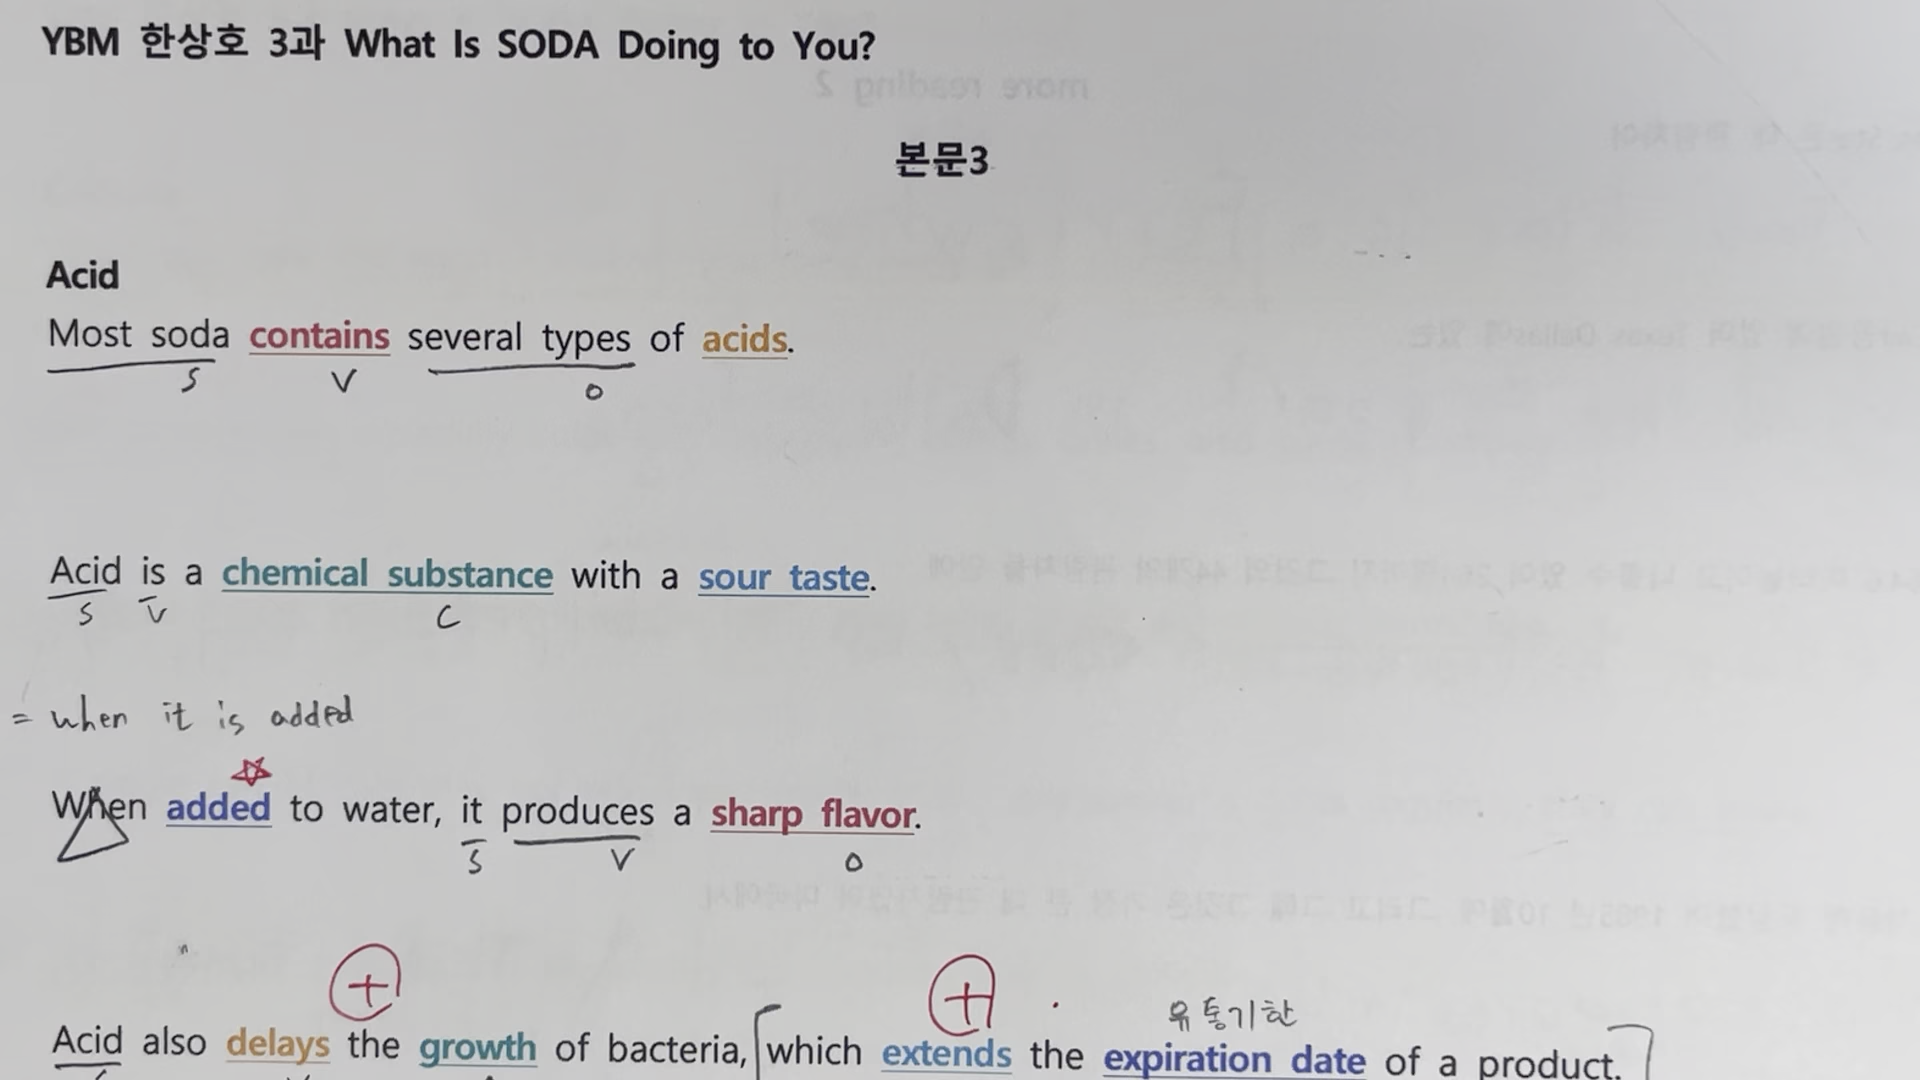 YBM 한상호 3과 What Is SODA Doing to You?
본문3
Acid
Most soda contains several types of acids.
S V O
Acid is a chemical substance with a sour taste.
S V C
= when it is added
When added to water, it produces a sharp flavor.
S V O
유통기한
Acid also delays the growth of bacteria, which extends the expiration date of a product.